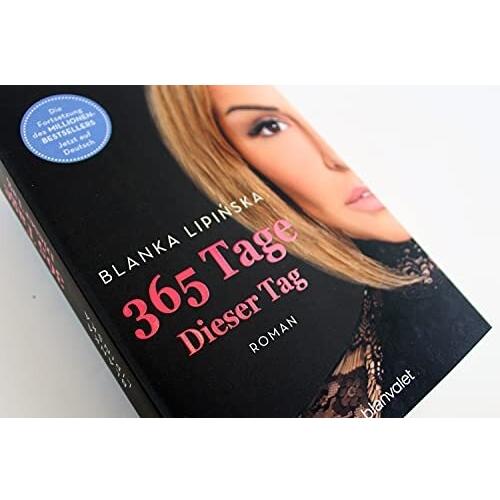 Die
Fortsetzung
des MILLIONEN-
BESTSELLERS
Jetzt auf
Deutsch
BLANKA LIPIŃSKA
365 Tage
Dieser Tag
ROMAN
blanvalet